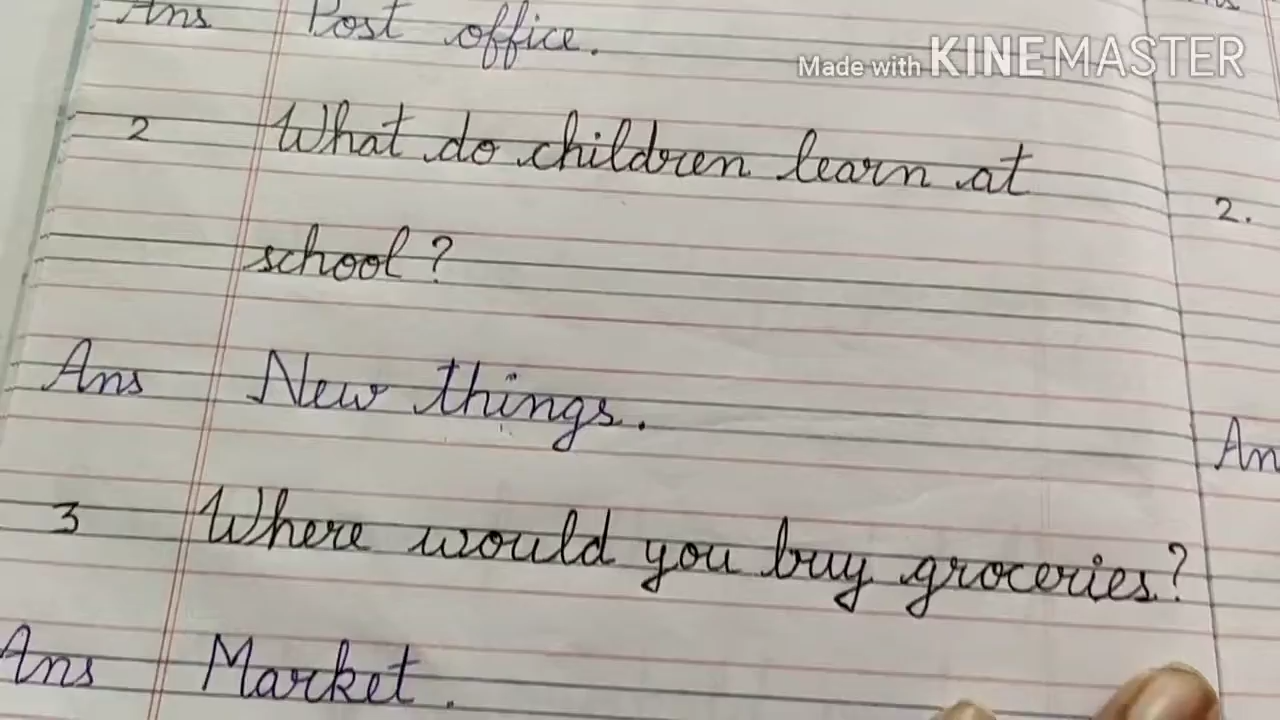 Ans Post office.
Made with KINEMASTER
2 What do children learn at
school?
2.
Ans New things.
An
3 Where would you buy groceries?
Ans Market.